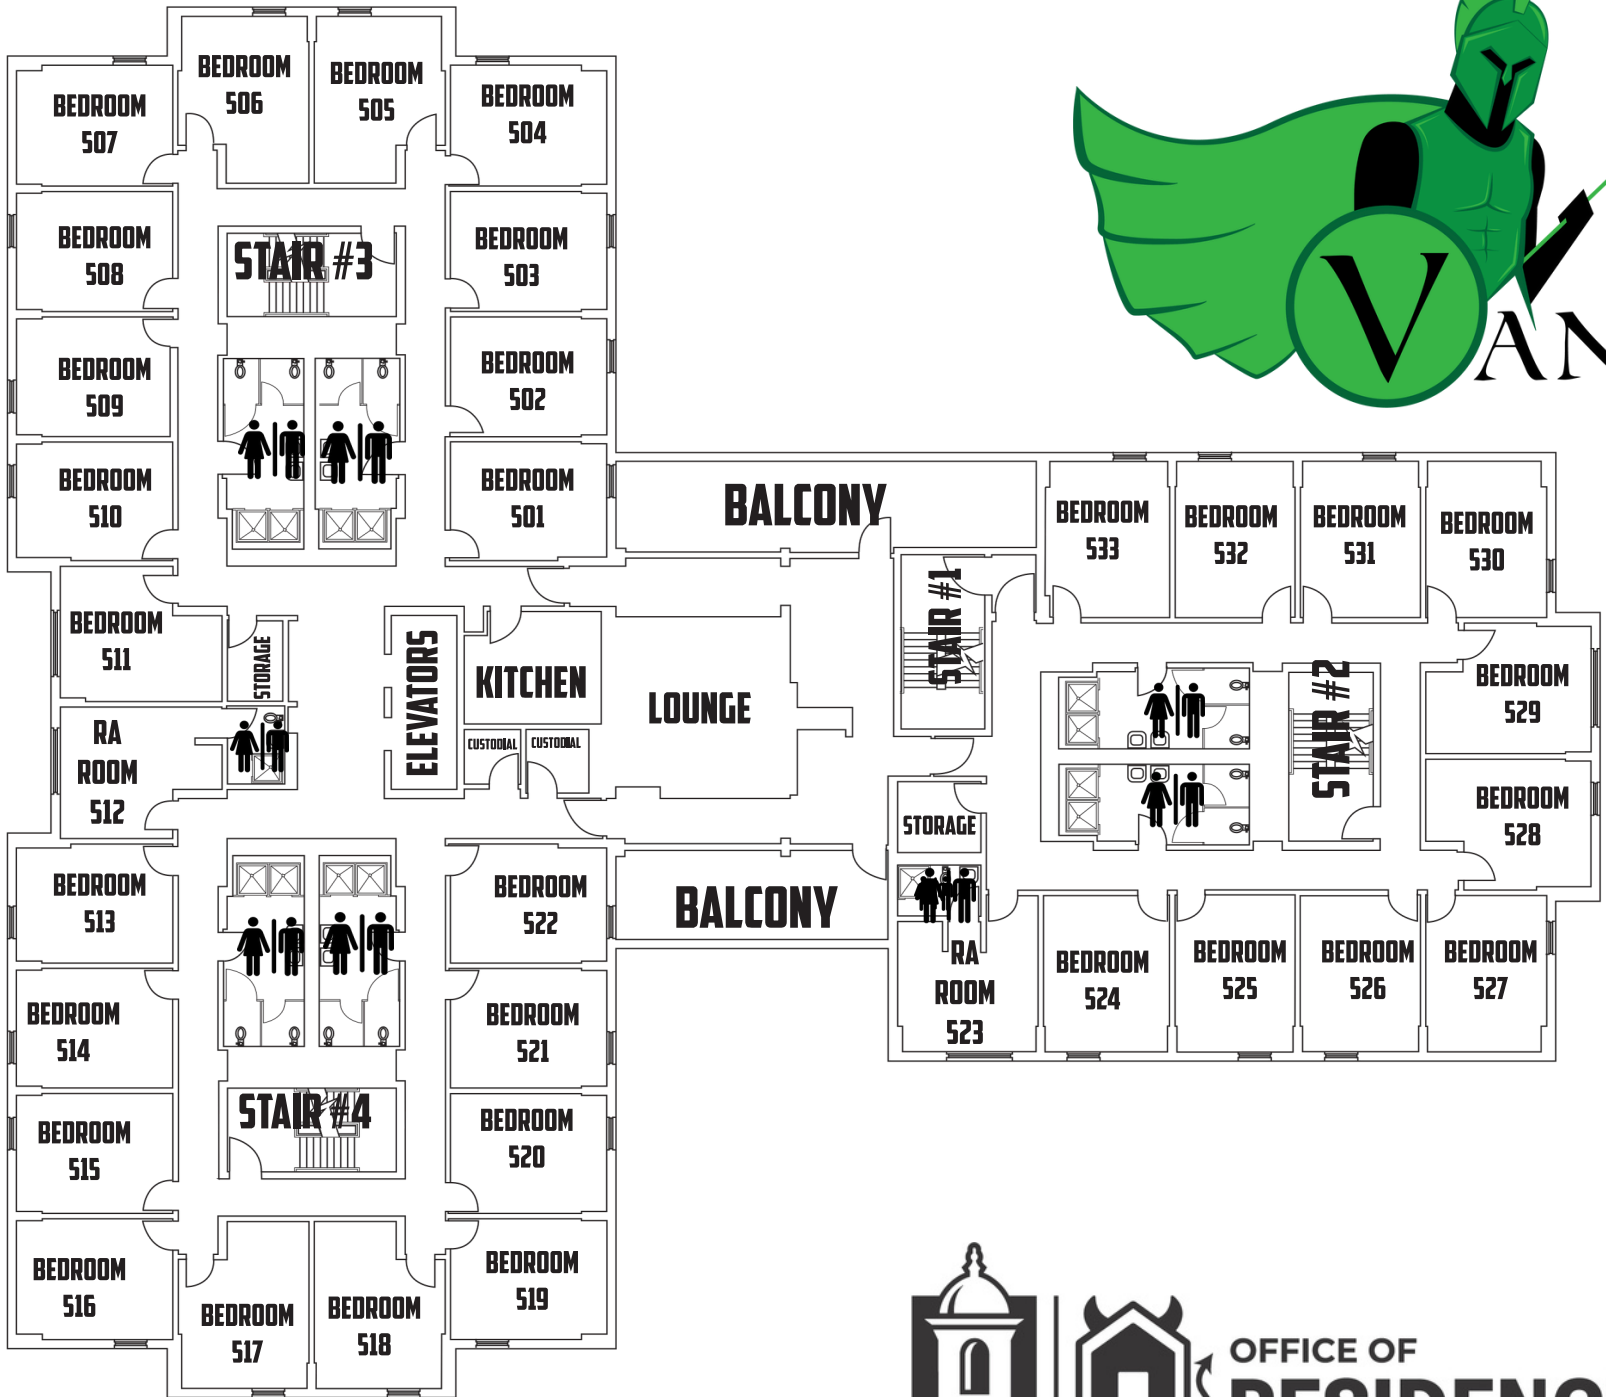 BEDROOM
506
BEDROOM
505
BEDROOM
507
BEDROOM
504
BEDROOM
508
STAIR #3
BEDROOM
503
BEDROOM
509
BEDROOM
502
BEDROOM
510
BEDROOM
501
BALCONY
BEDROOM
533
BEDROOM
532
BEDROOM
531
BEDROOM
530
VAN
BEDROOM
511
STORAGE
ELEVATORS
KITCHEN
LOUNGE
STAIR #1
STAIR #2
BEDROOM
529
RA
ROOM
512
CUSTODIAL
CUSTODIAL
BEDROOM
528
STORAGE
BEDROOM
513
BEDROOM
522
BALCONY
RA
ROOM
523
BEDROOM
524
BEDROOM
525
BEDROOM
526
BEDROOM
527
BEDROOM
514
BEDROOM
521
STAIR #4
BEDROOM
515
BEDROOM
520
BEDROOM
516
BEDROOM
517
BEDROOM
518
BEDROOM
519
OFFICE OF
RESIDENC